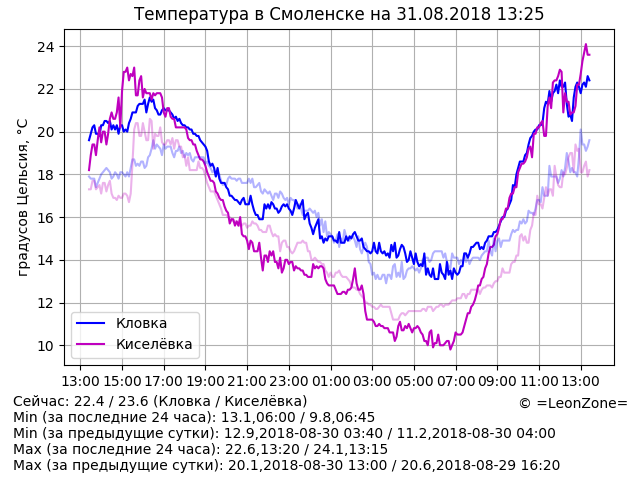 Температура в Смоленске на 31.08.2018 13:25
градусов Цельсия, °C
24
22
20
18
16
14
12
10
Кловка
Киселёвка
13:00 15:00 17:00 19:00 21:00 23:00 01:00 03:00 05:00 07:00 09:00 11:00 13:00
Сейчас: 22.4 / 23.6 (Кловка / Киселёвка)
© =LeonZone=
Min (за последние 24 часа): 13.1,06:00 / 9.8,06:45
Min (за предыдущие сутки): 12.9,2018-08-30 03:40 / 11.2,2018-08-30 04:00
Max (за последние 24 часа): 22.6,13:20 / 24.1,13:15
Max (за предыдущие сутки): 20.1,2018-08-30 13:00 / 20.6,2018-08-29 16:20